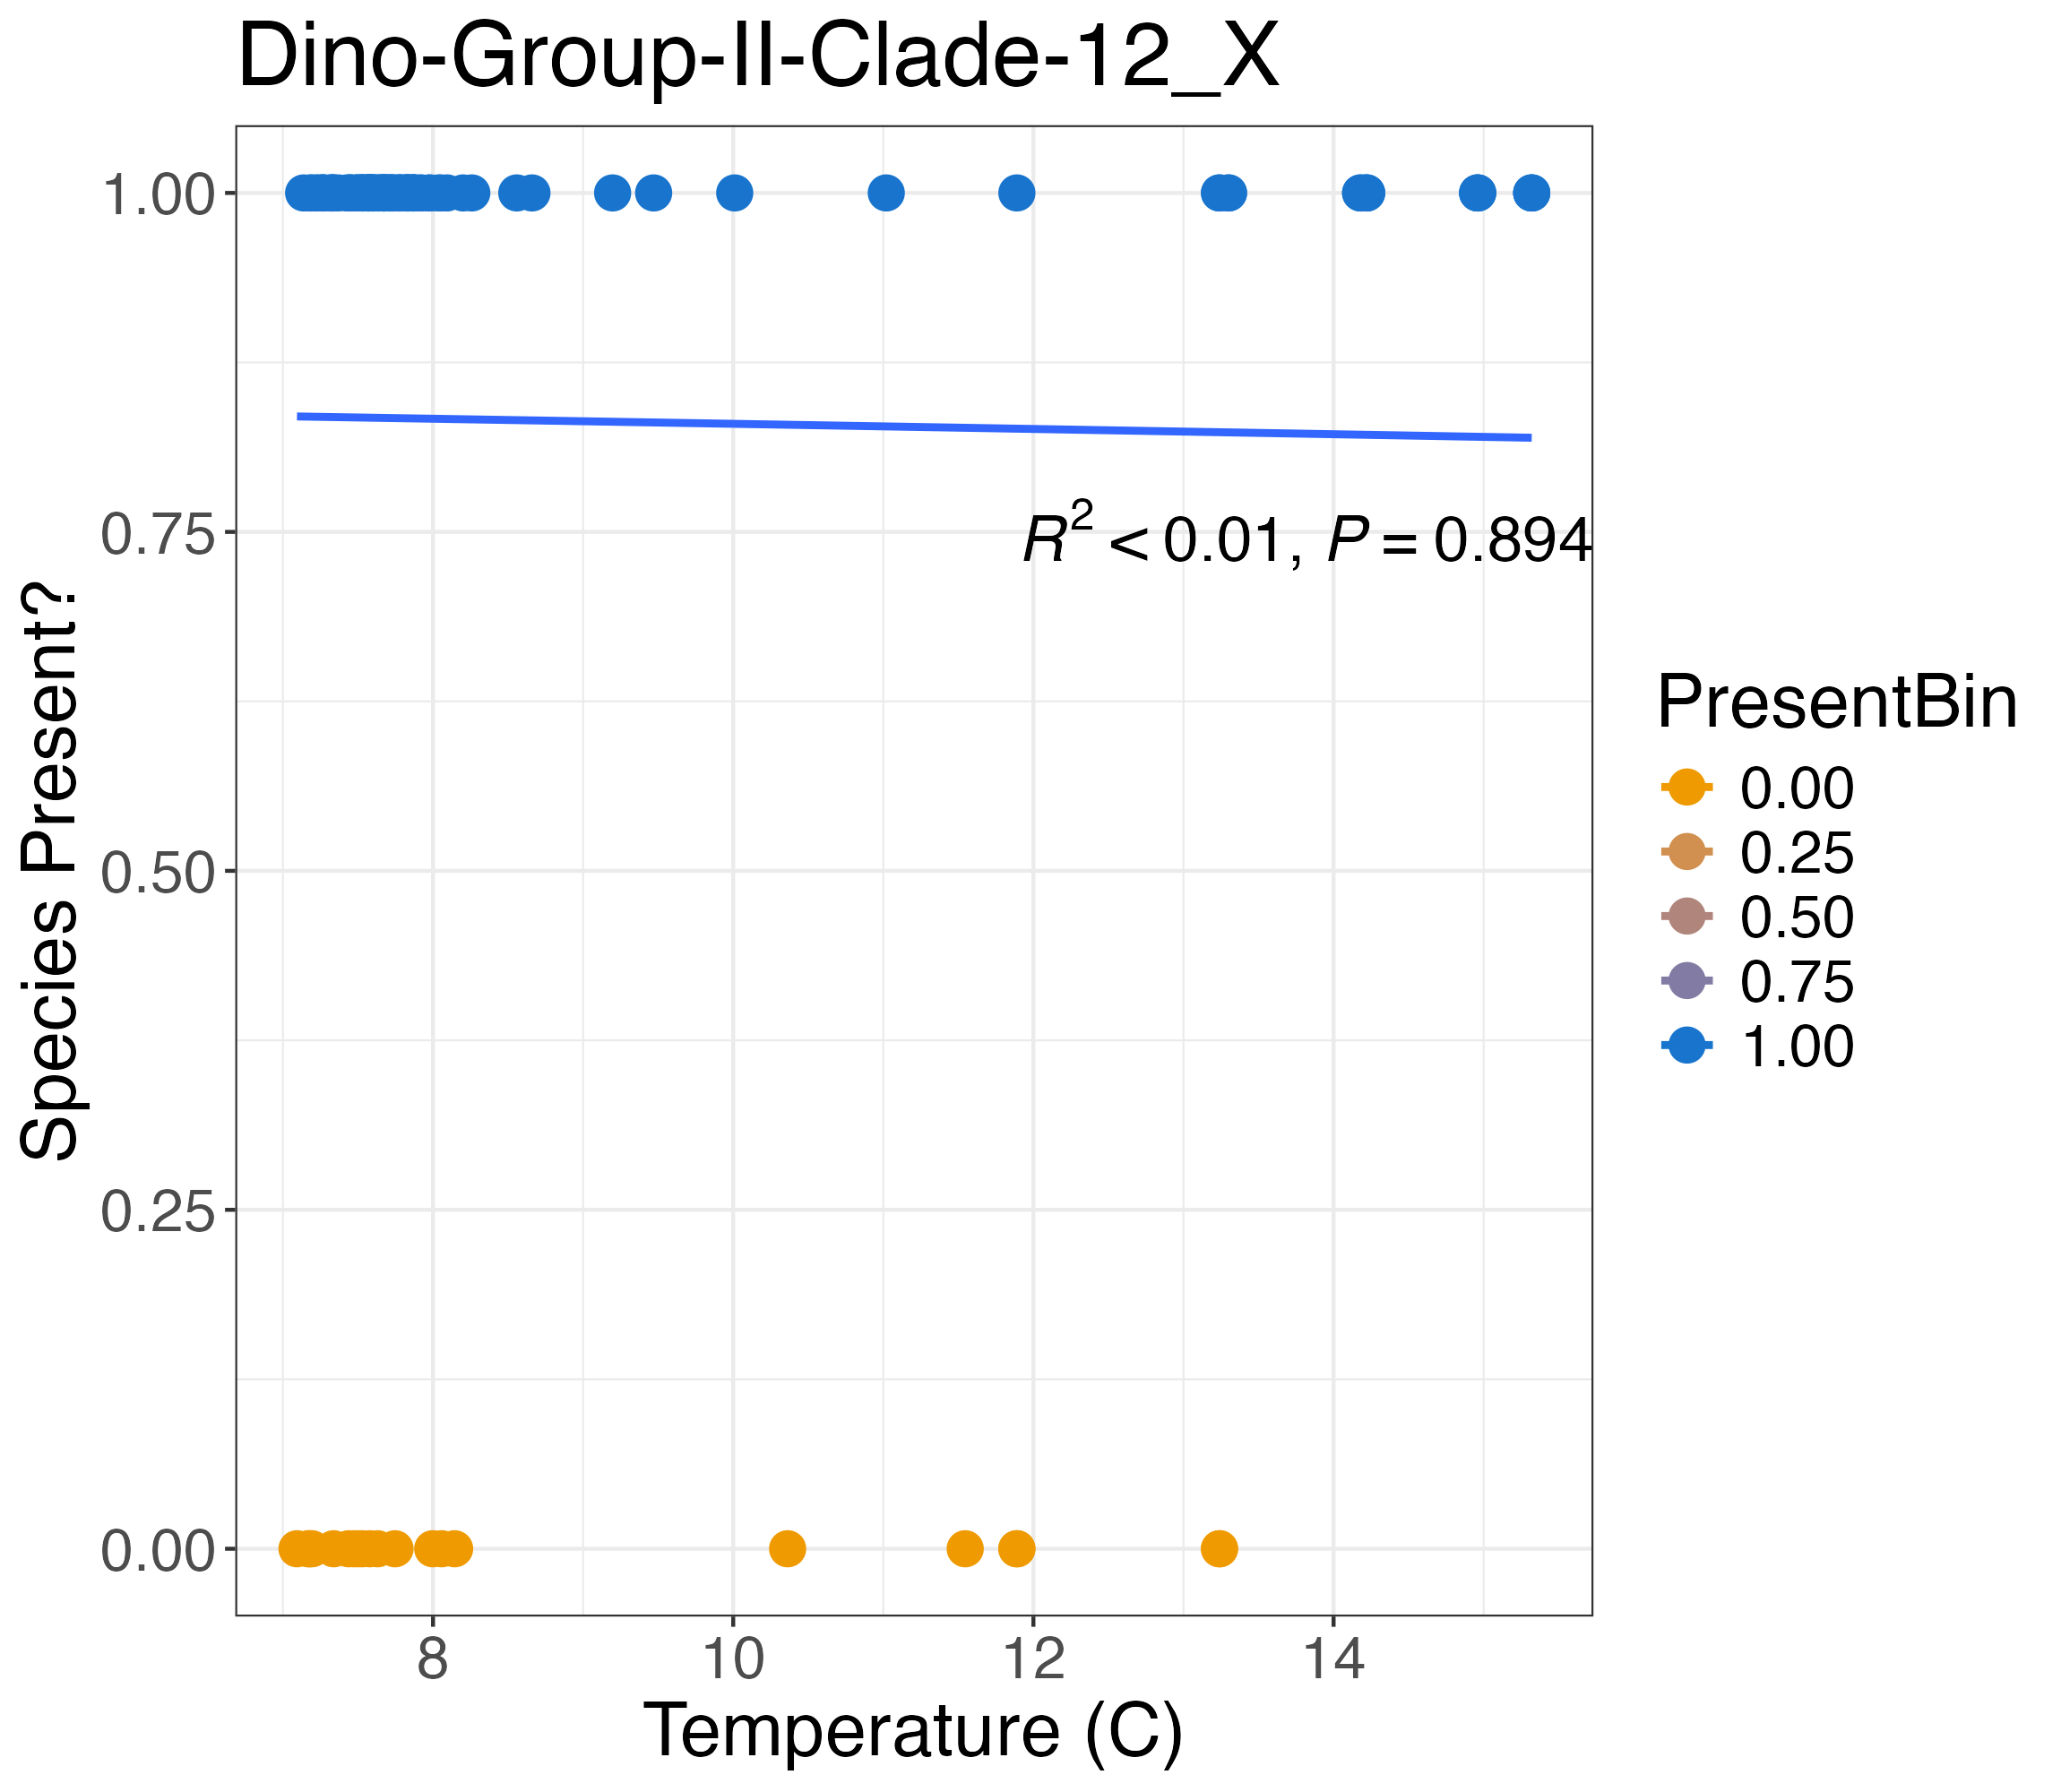 Dino-Group-II-Clade-12_X
1.00
0.75
0.50
0.25
0.00
Species Present?
R² < 0.01, P = 0.894
8 10 12 14
Temperature (C)
PresentBin
0.00
0.25
0.50
0.75
1.00